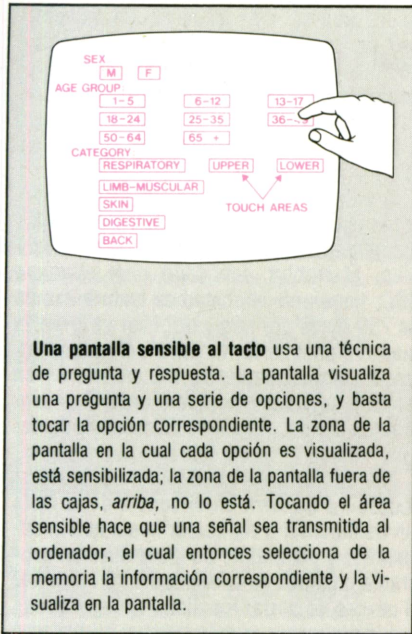 SEX
M F
AGE GROUP
1-5 6-12 13-17
18-24 25-35
50-64 65 +
CATEGORY
RESPIRATORY UPPER LOWER
LIMB-MUSCULAR
SKIN TOUCH AREAS
DIGESTIVE
BACK
Una pantalla sensible al tacto usa una técnica
de pregunta y respuesta. La pantalla visualiza
una pregunta y una serie de opciones, y basta
tocar la opción correspondiente. La zona de la
pantalla en la cual cada opción es visualizada,
está sensibilizada; la zona de la pantalla fuera de
las cajas, arriba, no lo está. Tocando el área
sensible hace que una señal sea transmitida al
ordenador, el cual entonces selecciona de la
memoria la información correspondiente y la vi-
sualiza en la pantalla.